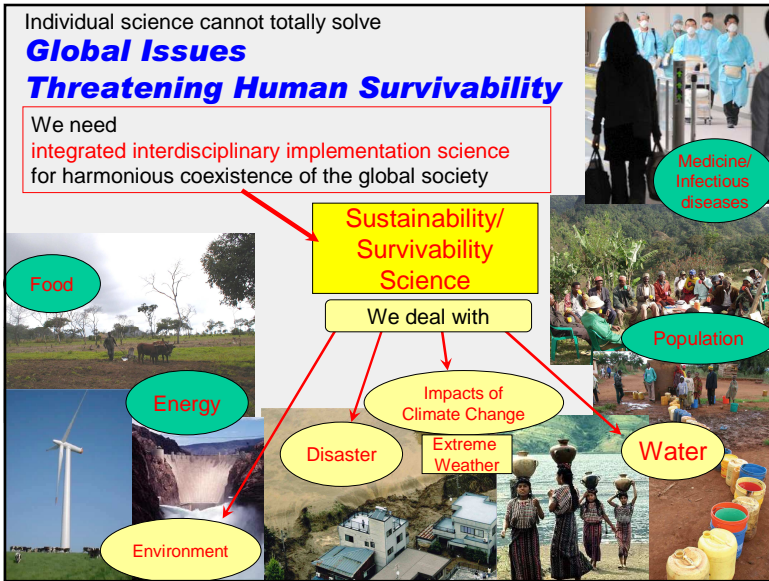 Individual science cannot totally solve
Global Issues
Threatening Human Survivability
We need
integrated interdisciplinary implementation science
for harmonious coexistence of the global society
Medicine/
Infectious
diseases
Sustainability/
Survivability
Science
Food
We deal with
Population
Energy
Impacts of
Climate Change
Disaster
Extreme
Weather
Water
Environment